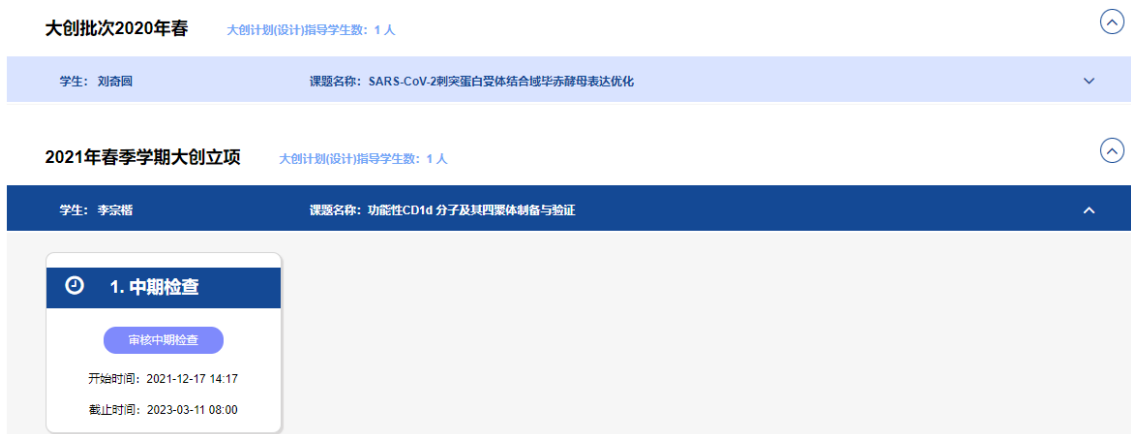 大创批次2020年春 大创计划(设计)指导学生数：1 人
学生： 刘奇圆 课题名称： SARS-CoV-2刺突蛋白受体结合域毕赤酵母表达优化
2021年春季学期大创立项 大创计划(设计)指导学生数：1 人
学生： 李宗楷 课题名称： 功能性CD1d 分子及其四聚体制备与验证
1. 中期检查
审核中期检查
开始时间：2021-12-17 14:17
截止时间：2023-03-11 08:00